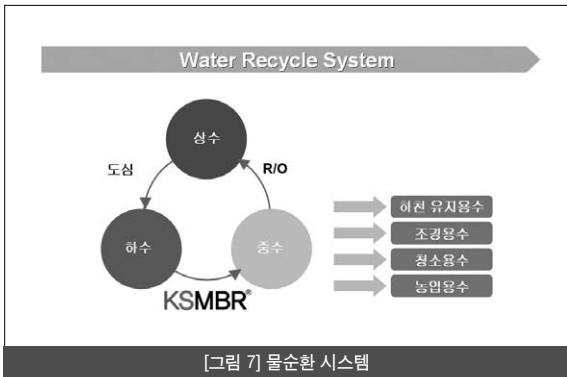 Water Recycle System
상수
도심
R/O
하수
중수
KSMBR®
하천 유지용수
조경용수
청소용수
농업용수
[그림 7] 물순환 시스템